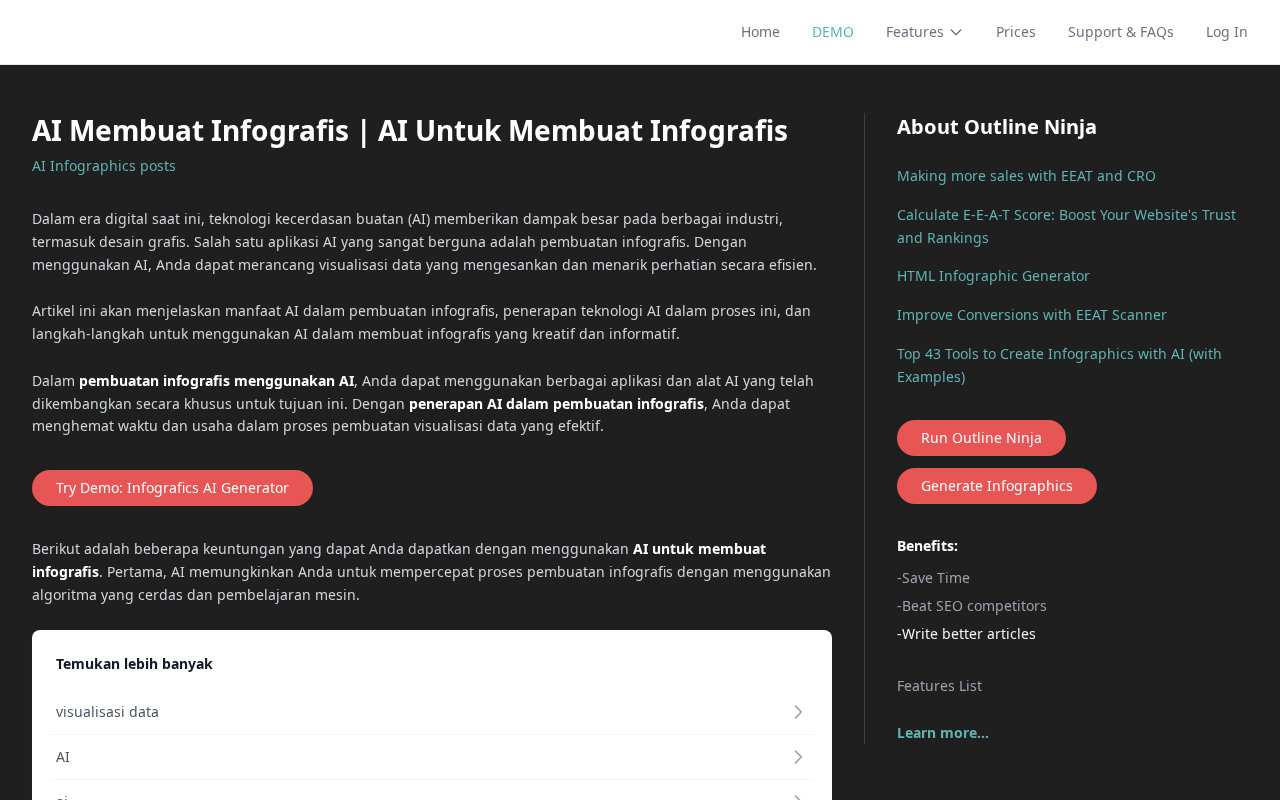 Home DEMO Features Prices Support & FAQs Log In
AI Membuat Infografis | AI Untuk Membuat Infografis
AI Infographics posts
Dalam era digital saat ini, teknologi kecerdasan buatan (AI) memberikan dampak besar pada berbagai industri,
termasuk desain grafis. Salah satu aplikasi AI yang sangat berguna adalah pembuatan infografis. Dengan
menggunakan AI, Anda dapat merancang visualisasi data yang mengesankan dan menarik perhatian secara efisien.
Artikel ini akan menjelaskan manfaat AI dalam pembuatan infografis, penerapan teknologi AI dalam proses ini, dan
langkah-langkah untuk menggunakan AI dalam membuat infografis yang kreatif dan informatif.
Dalam pembuatan infografis menggunakan AI, Anda dapat menggunakan berbagai aplikasi dan alat AI yang telah
dikembangkan secara khusus untuk tujuan ini. Dengan penerapan AI dalam pembuatan infografis, Anda dapat
menghemat waktu dan usaha dalam proses pembuatan visualisasi data yang efektif.
Try Demo: Infografics AI Generator
Berikut adalah beberapa keuntungan yang dapat Anda dapatkan dengan menggunakan AI untuk membuat
infografis. Pertama, AI memungkinkan Anda untuk mempercepat proses pembuatan infografis dengan menggunakan
algoritma yang cerdas dan pembelajaran mesin.
Temukan lebih banyak
visualisasi data
AI
About Outline Ninja
Making more sales with EEAT and CRO
Calculate E-E-A-T Score: Boost Your Website's Trust
and Rankings
HTML Infographic Generator
Improve Conversions with EEAT Scanner
Top 43 Tools to Create Infographics with AI (with
Examples)
Run Outline Ninja
Generate Infographics
Benefits:
-Save Time
-Beat SEO competitors
-Write better articles
Features List
Learn more...